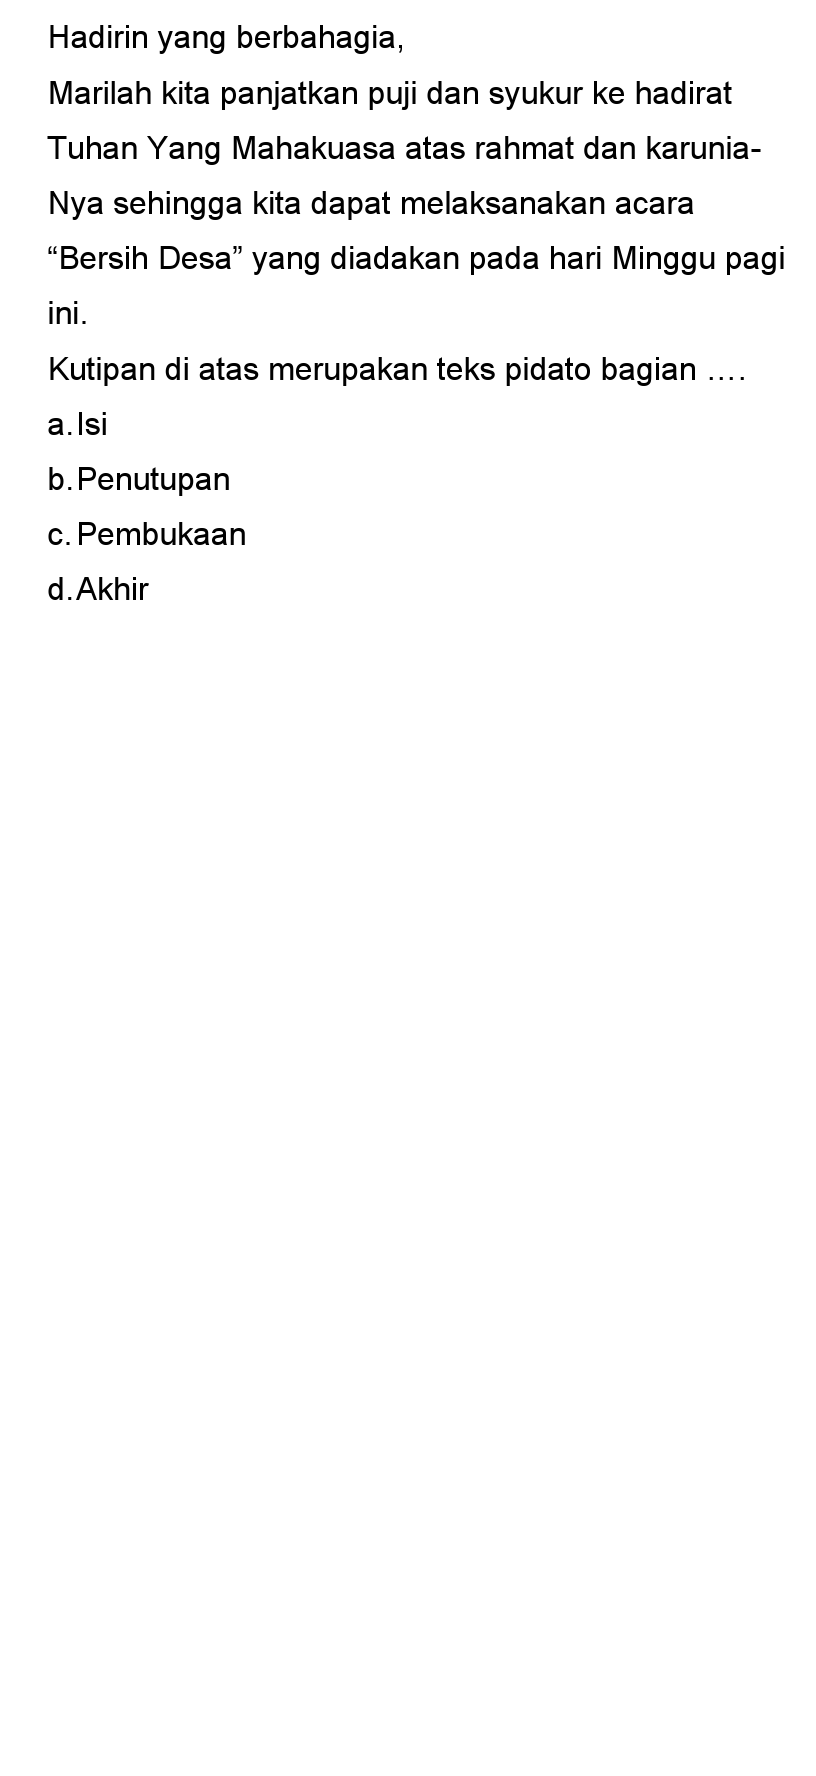 Hadirin yang berbahagia,
Marilah kita panjatkan puji dan syukur ke hadirat
Tuhan Yang Mahakuasa atas rahmat dan karunia-
Nya sehingga kita dapat melaksanakan acara
“Bersih Desa” yang diadakan pada hari Minggu pagi
ini.
Kutipan di atas merupakan teks pidato bagian ….
a. Isi
b. Penutupan
c. Pembukaan
d. Akhir